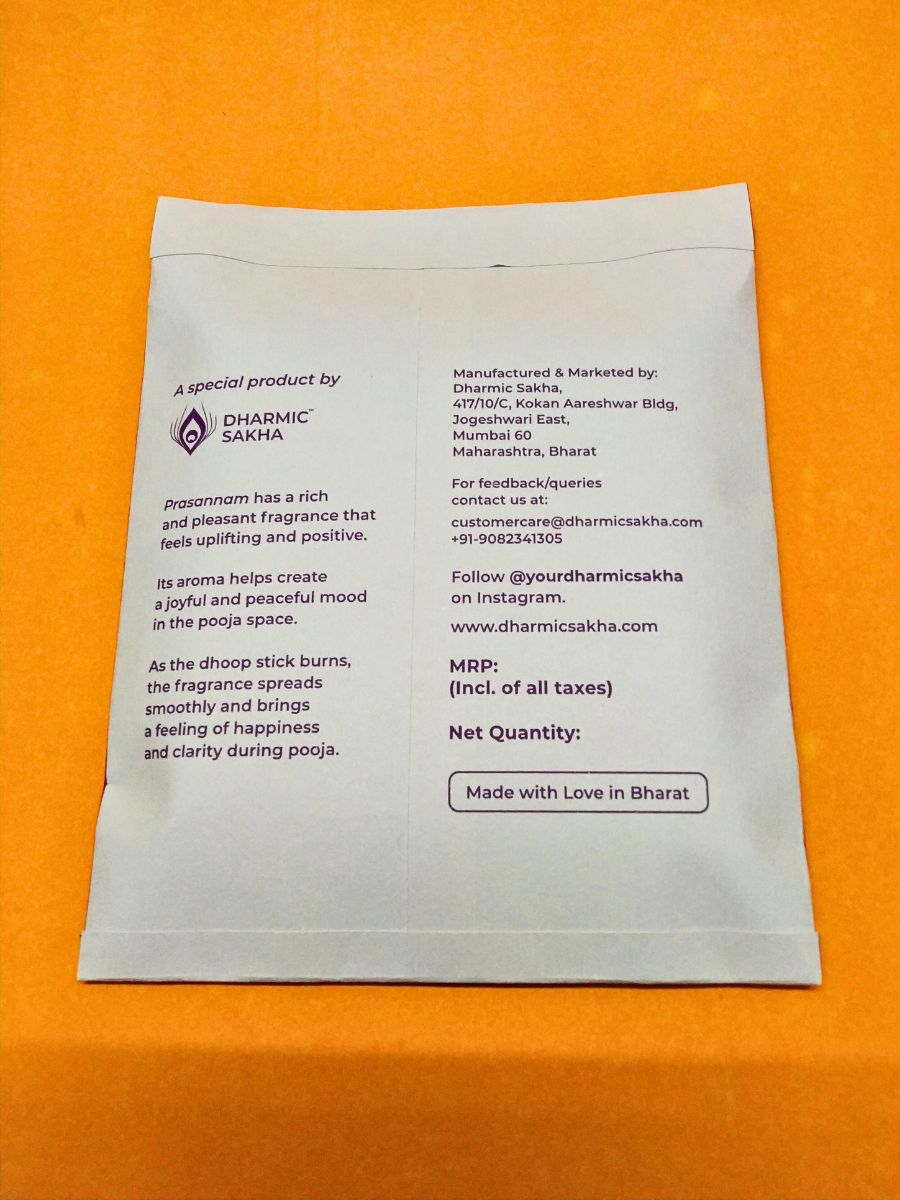 A special product by
DHARMIC™
SAKHA
Prasannam has a rich
and pleasant fragrance that
feels uplifting and positive.
Its aroma helps create
a joyful and peaceful mood
in the pooja space.
As the dhoop stick burns,
the fragrance spreads
smoothly and brings
a feeling of happiness
and clarity during pooja.
Manufactured & Marketed by:
Dharmic Sakha,
417/10/C, Kokan Aareshwar Bldg,
Jogeshwari East,
Mumbai 60
Maharashtra, Bharat
For feedback/queries
contact us at:
customercare@dharmicsakha.com
+91-9082341305
Follow @yourdharmicsakha
on Instagram.
www.dharmicsakha.com
MRP:
(Incl. of all taxes)
Net Quantity:
Made with Love in Bharat